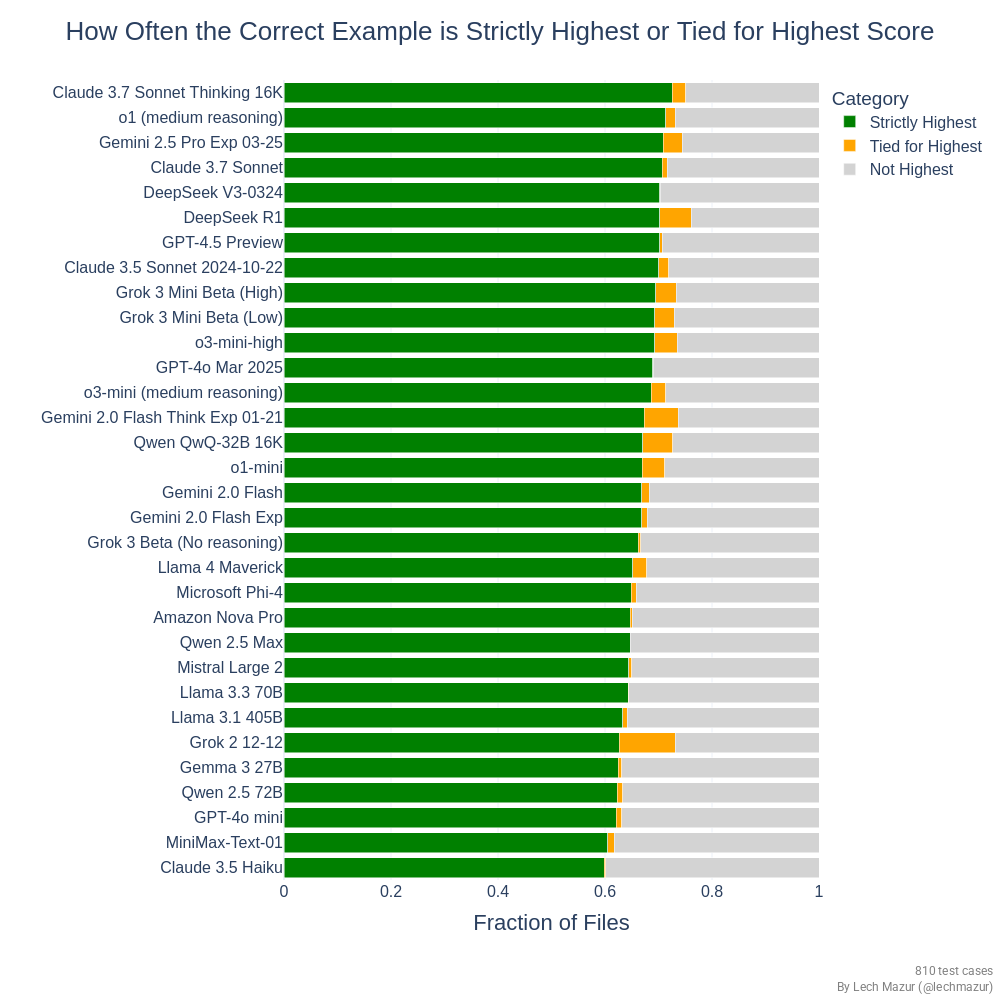 How Often the Correct Example is Strictly Highest or Tied for Highest Score
Claude 3.7 Sonnet Thinking 16K
o1 (medium reasoning)
Gemini 2.5 Pro Exp 03-25
Claude 3.7 Sonnet
DeepSeek V3-0324
DeepSeek R1
GPT-4.5 Preview
Claude 3.5 Sonnet 2024-10-22
Grok 3 Mini Beta (High)
Grok 3 Mini Beta (Low)
o3-mini-high
GPT-4o Mar 2025
o3-mini (medium reasoning)
Gemini 2.0 Flash Think Exp 01-21
Qwen QwQ-32B 16K
o1-mini
Gemini 2.0 Flash
Gemini 2.0 Flash Exp
Grok 3 Beta (No reasoning)
Llama 4 Maverick
Microsoft Phi-4
Amazon Nova Pro
Qwen 2.5 Max
Mistral Large 2
Llama 3.3 70B
Llama 3.1 405B
Grok 2 12-12
Gemma 3 27B
Qwen 2.5 72B
GPT-4o mini
MiniMax-Text-01
Claude 3.5 Haiku
0 0.2 0.4 0.6 0.8 1
Fraction of Files
Category
Strictly Highest
Tied for Highest
Not Highest
810 test cases
By Lech Mazur (@lechmazur)